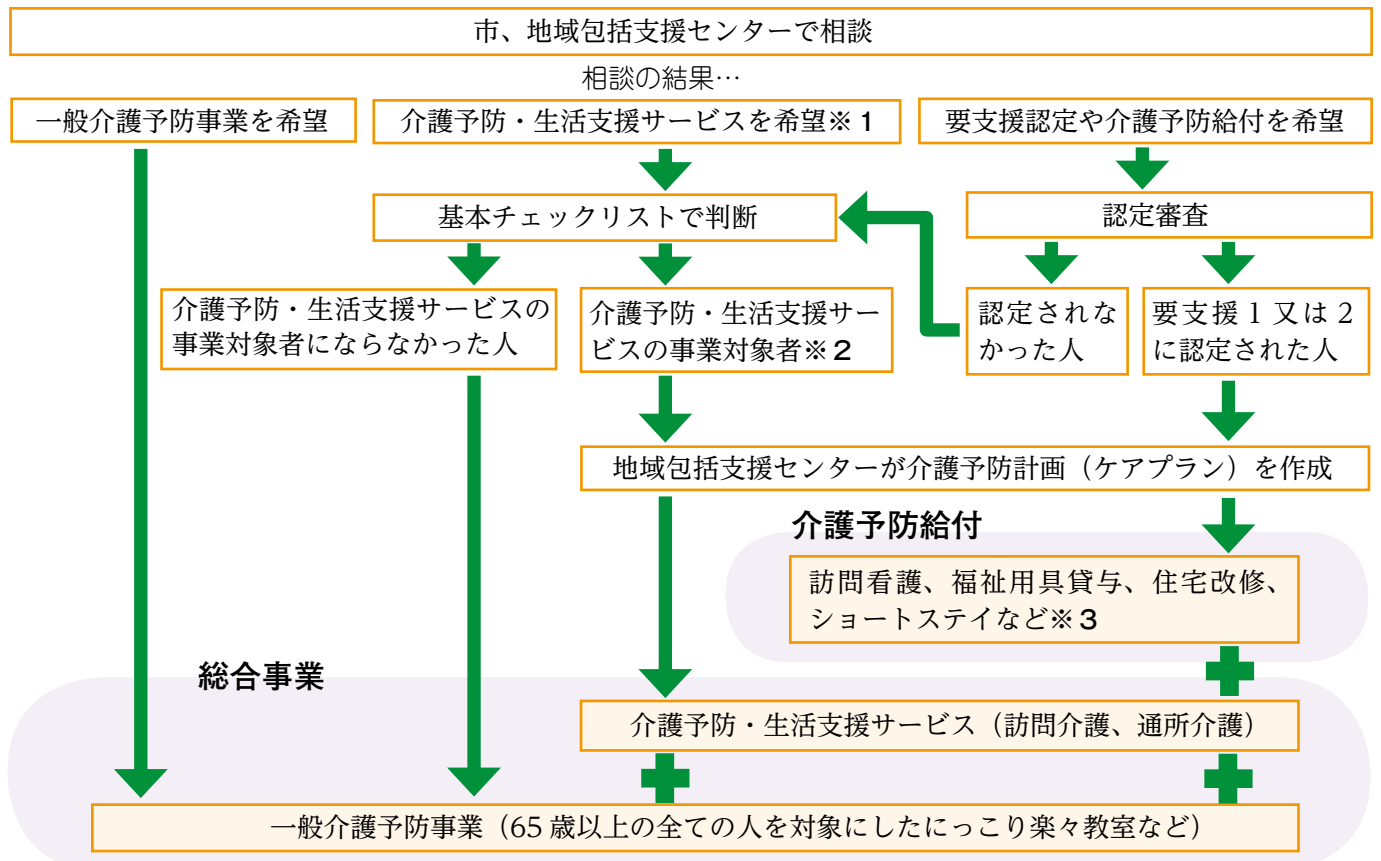 市、地域包括支援センターで相談
相談の結果…
一般介護予防事業を希望
介護予防・生活支援サービスを希望※1
要支援認定や介護予防給付を希望
基本チェックリストで判断
認定審査
介護予防・生活支援サービスの
事業対象者にならなかった人
介護予防・生活支援サー
ビスの事業対象者※2
認定されな
かった人
要支援1又は2
に認定された人
地域包括支援センターが介護予防計画（ケアプラン）を作成
介護予防給付
訪問看護、福祉用具貸与、住宅改修、
ショートステイなど※3
総合事業
介護予防・生活支援サービス（訪問介護、通所介護）
一般介護予防事業（65歳以上の全ての人を対象にしたにっこり楽々教室など）